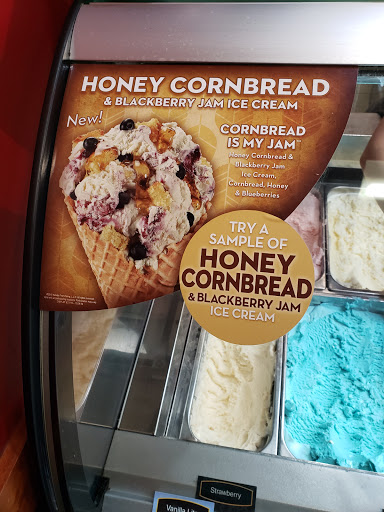 HONEY CORNBREAD
& BLACKBERRY JAM ICE CREAM
New!
CORNBREAD
IS MY JAM™
Honey Cornbread &
Blackberry Jam
Ice Cream,
Cornbread, Honey
& Blueberries
TRY A
SAMPLE OF
HONEY
CORNBREAD
& BLACKBERRY JAM
ICE CREAM
Strawberry
Vanilla